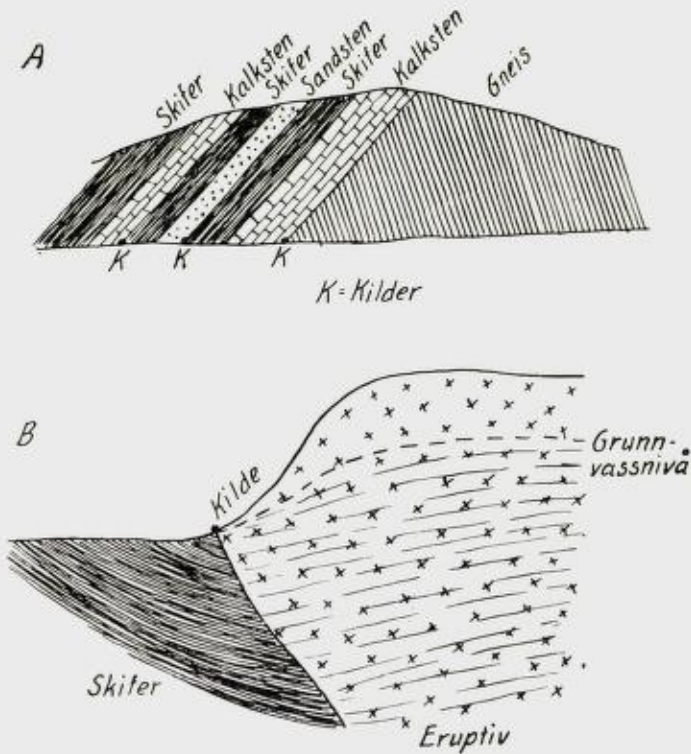 A
Skifer
Kalksten
Skifer
Sandsten
Skifer
Kalksten
Gneis
K K K
K = Kilder
B
Kilde
Grunn-
vassnivå
Skifer
Eruptiv